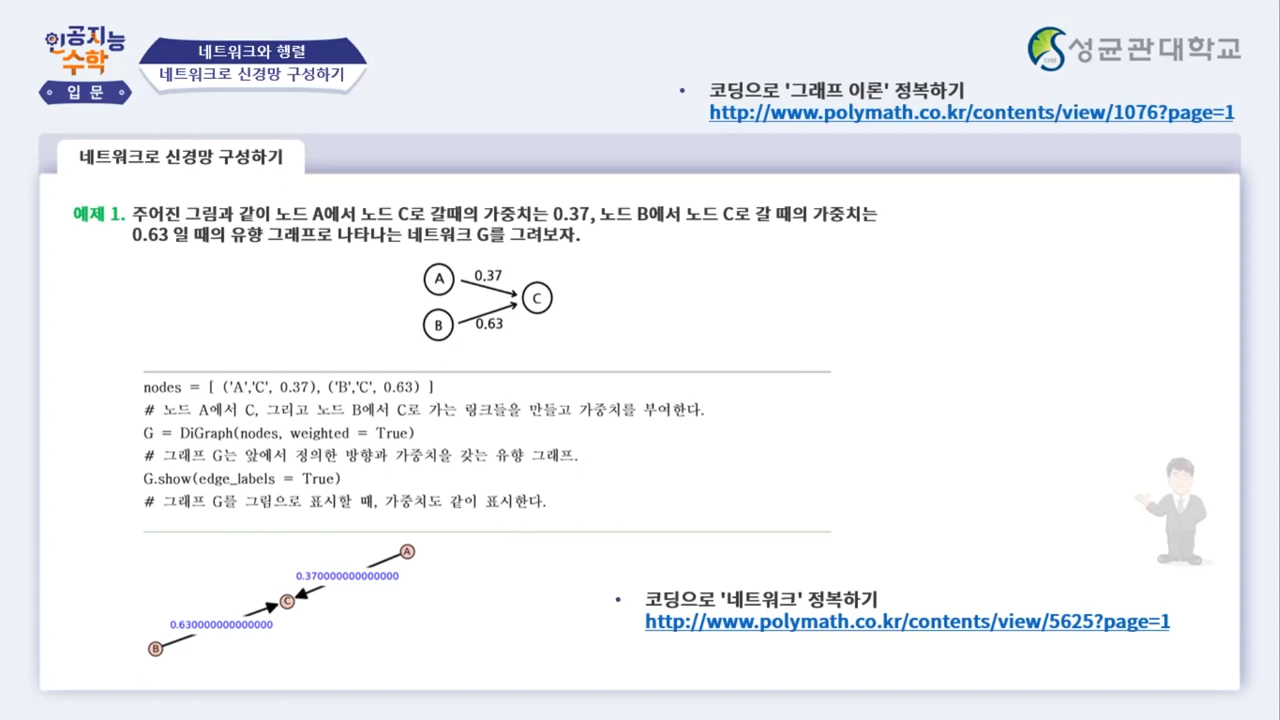 인공지능
수학
입문
네트워크와 행렬
네트워크로 신경망 구성하기
성균관대학교
• 코딩으로 '그래프 이론' 정복하기
http://www.polymath.co.kr/contents/view/1076?page=1
네트워크로 신경망 구성하기
예제 1. 주어진 그림과 같이 노드 A에서 노드 C로 갈때의 가중치는 0.37, 노드 B에서 노드 C로 갈 때의 가중치는
0.63 일 때의 유향 그래프로 나타나는 네트워크 G를 그려보자.
A
0.37
C
B
0.63
nodes = [ ('A','C', 0.37), ('B','C', 0.63) ]
# 노드 A에서 C, 그리고 노드 B에서 C로 가는 링크들을 만들고 가중치를 부여한다.
G = DiGraph(nodes, weighted = True)
# 그래프 G는 앞에서 정의한 방향과 가중치을 갖는 유향 그래프.
G.show(edge_labels = True)
# 그래프 G를 그림으로 표시할 때, 가중치도 같이 표시한다.
A
0.370000000000000
C
0.630000000000000
B
• 코딩으로 '네트워크' 정복하기
http://www.polymath.co.kr/contents/view/5625?page=1